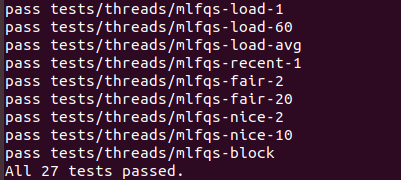 pass tests/threads/mlfqs-load-1
pass tests/threads/mlfqs-load-60
pass tests/threads/mlfqs-load-avg
pass tests/threads/mlfqs-recent-1
pass tests/threads/mlfqs-fair-2
pass tests/threads/mlfqs-fair-20
pass tests/threads/mlfqs-nice-2
pass tests/threads/mlfqs-nice-10
pass tests/threads/mlfqs-block
All 27 tests passed.